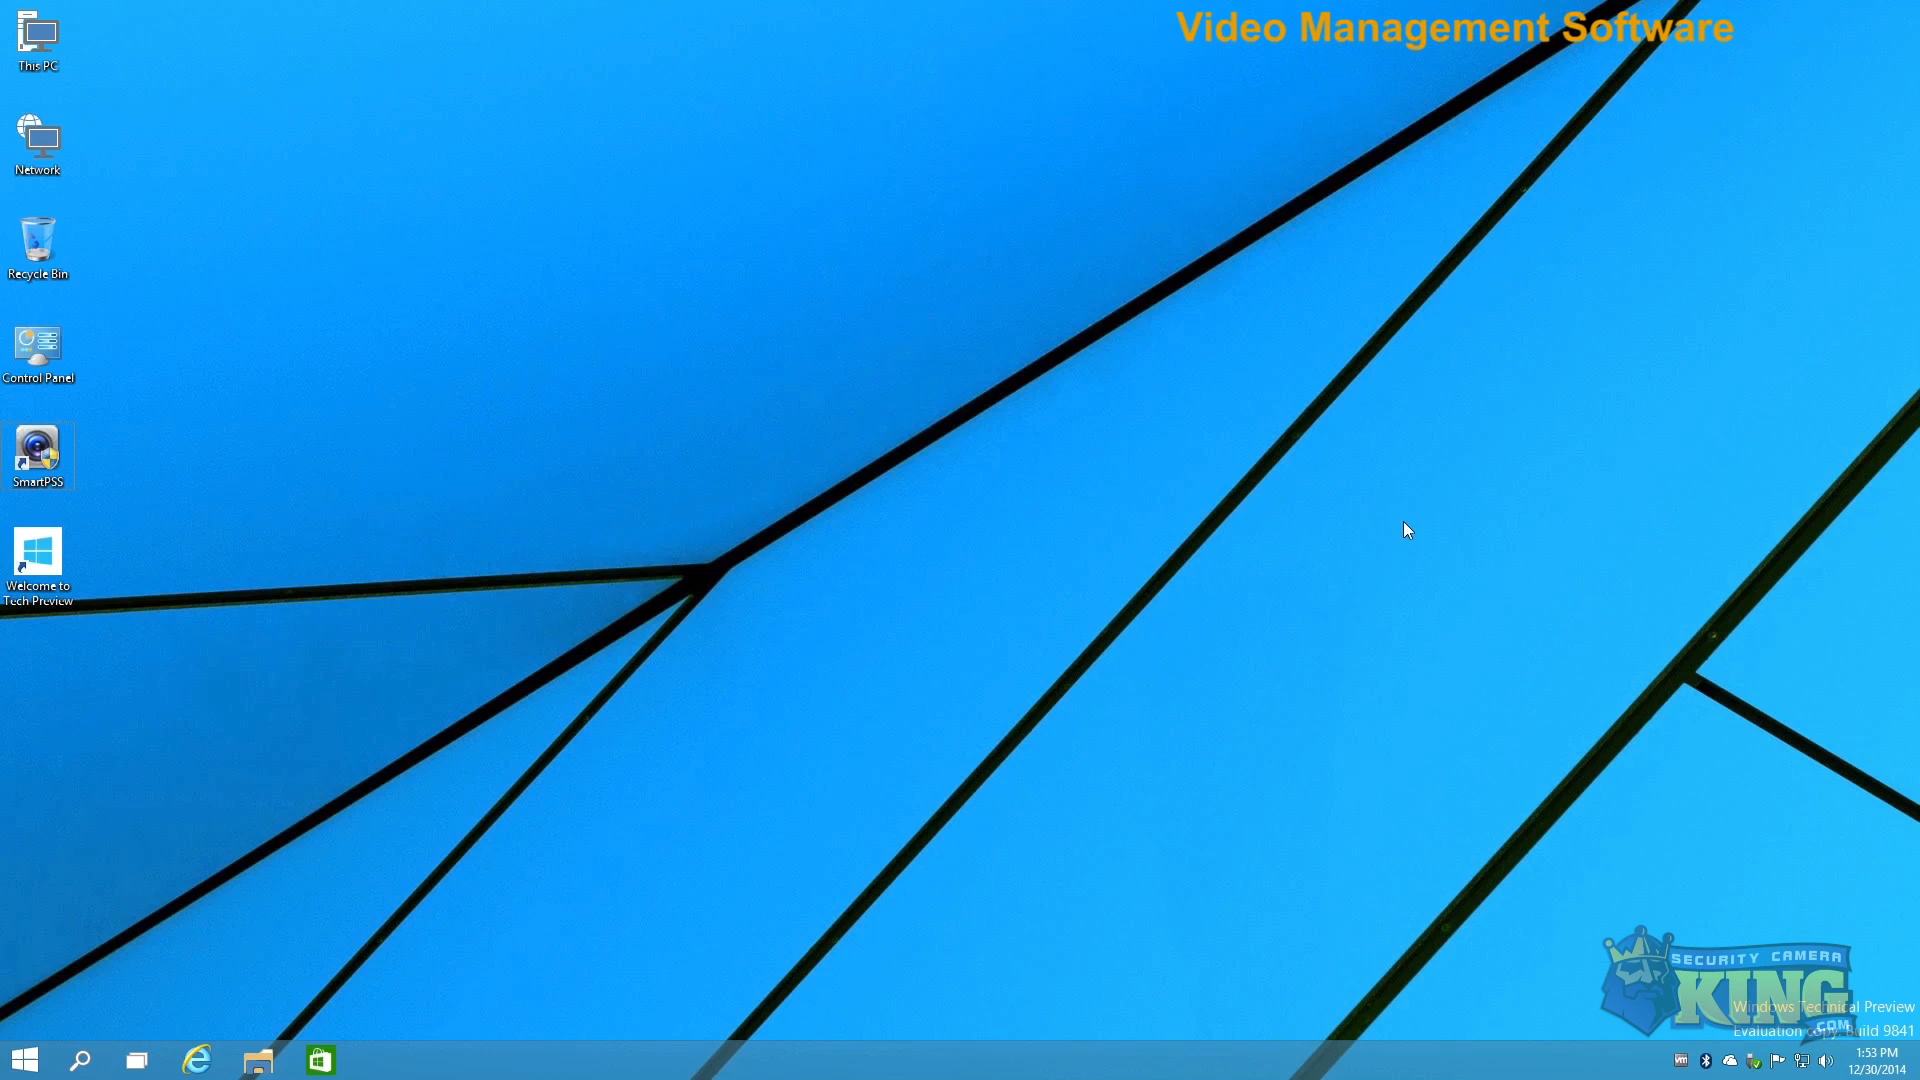 Video Management Software
This PC
Network
Recycle Bin
Control Panel
SmartPSS
Welcome to
Tech Preview
SECURITY CAMERA
KING
.COM
Windows Technical Preview
Evaluation copy. Build 9841
vm
1:53 PM
12/30/2014